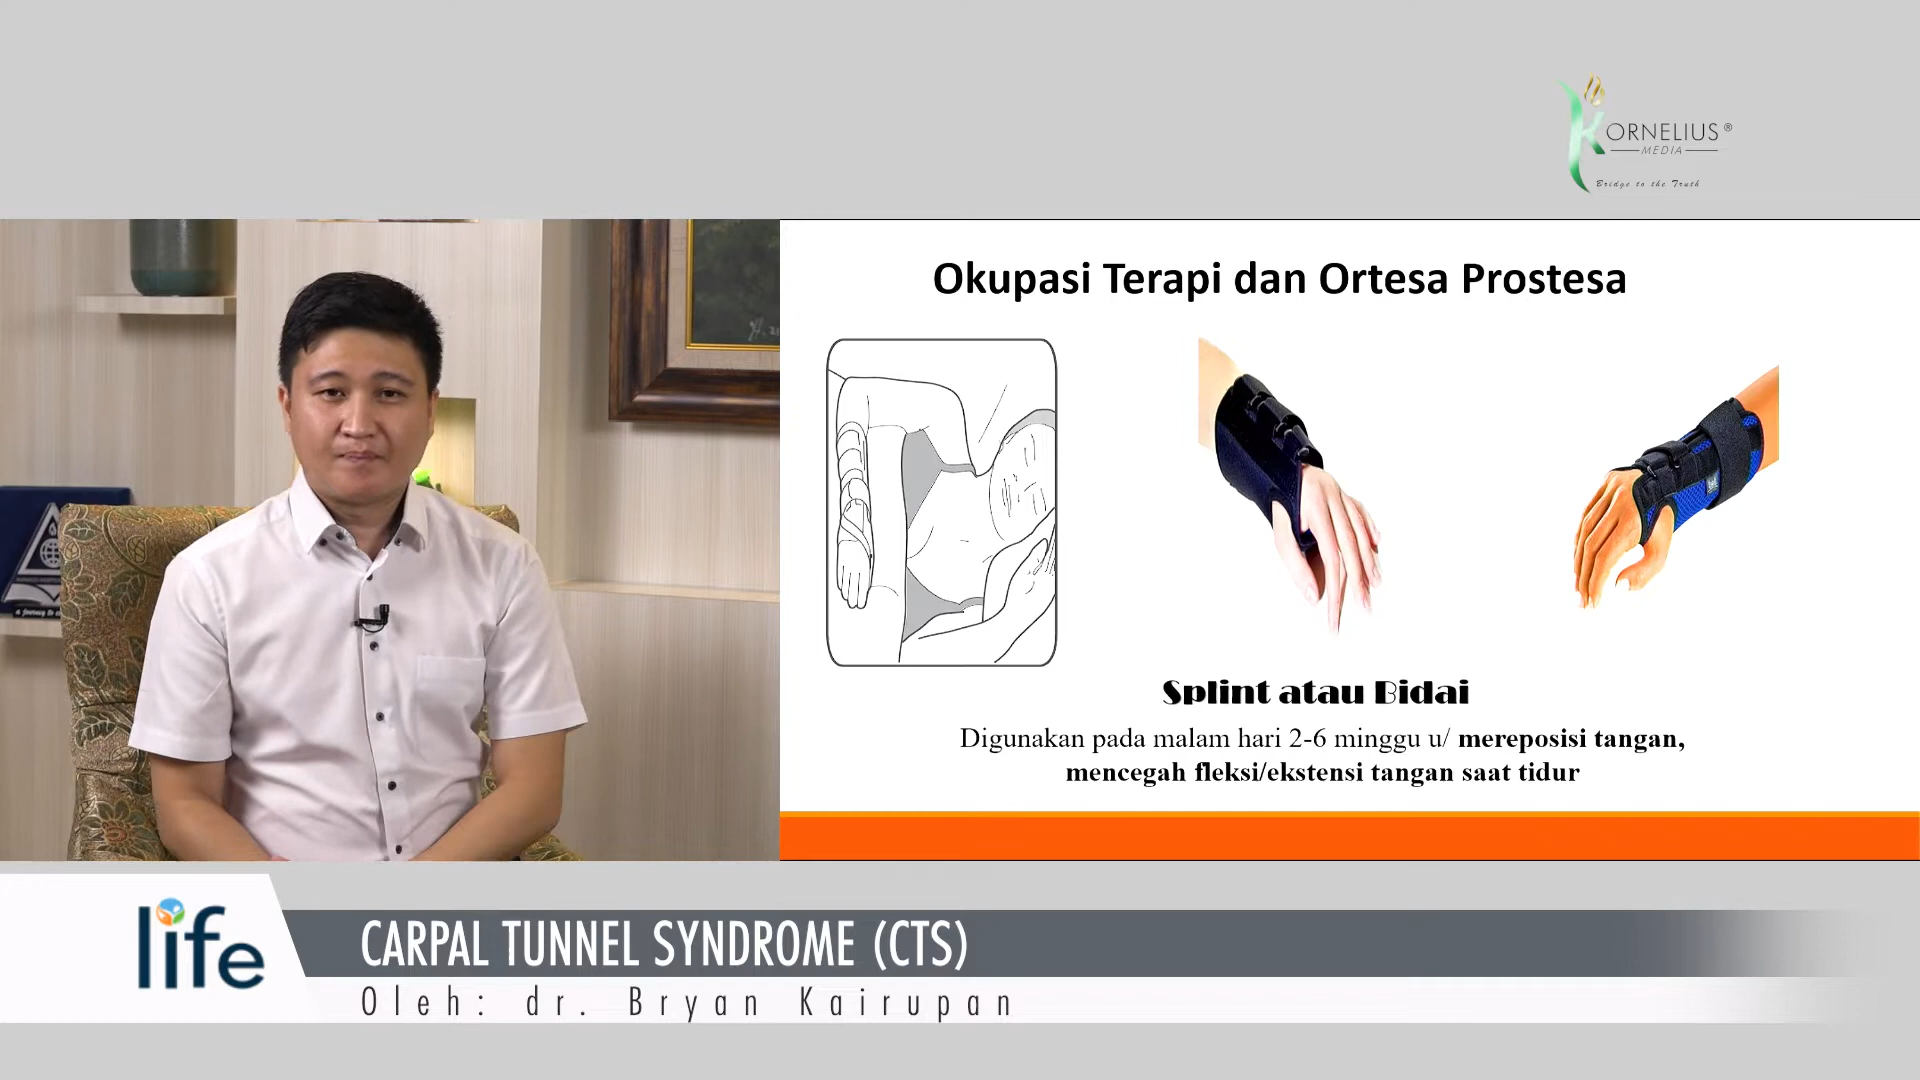 KORNELIUS®
MEDIA
Bridge to the Truth
Okupasi Terapi dan Ortesa Prostesa
Splint atau Bidai
Digunakan pada malam hari 2-6 minggu u/ mereposisi tangan,
mencegah fleksi/ekstensi tangan saat tidur
life
CARPAL TUNNEL SYNDROME (CTS)
Oleh: dr. Bryan Kairupan